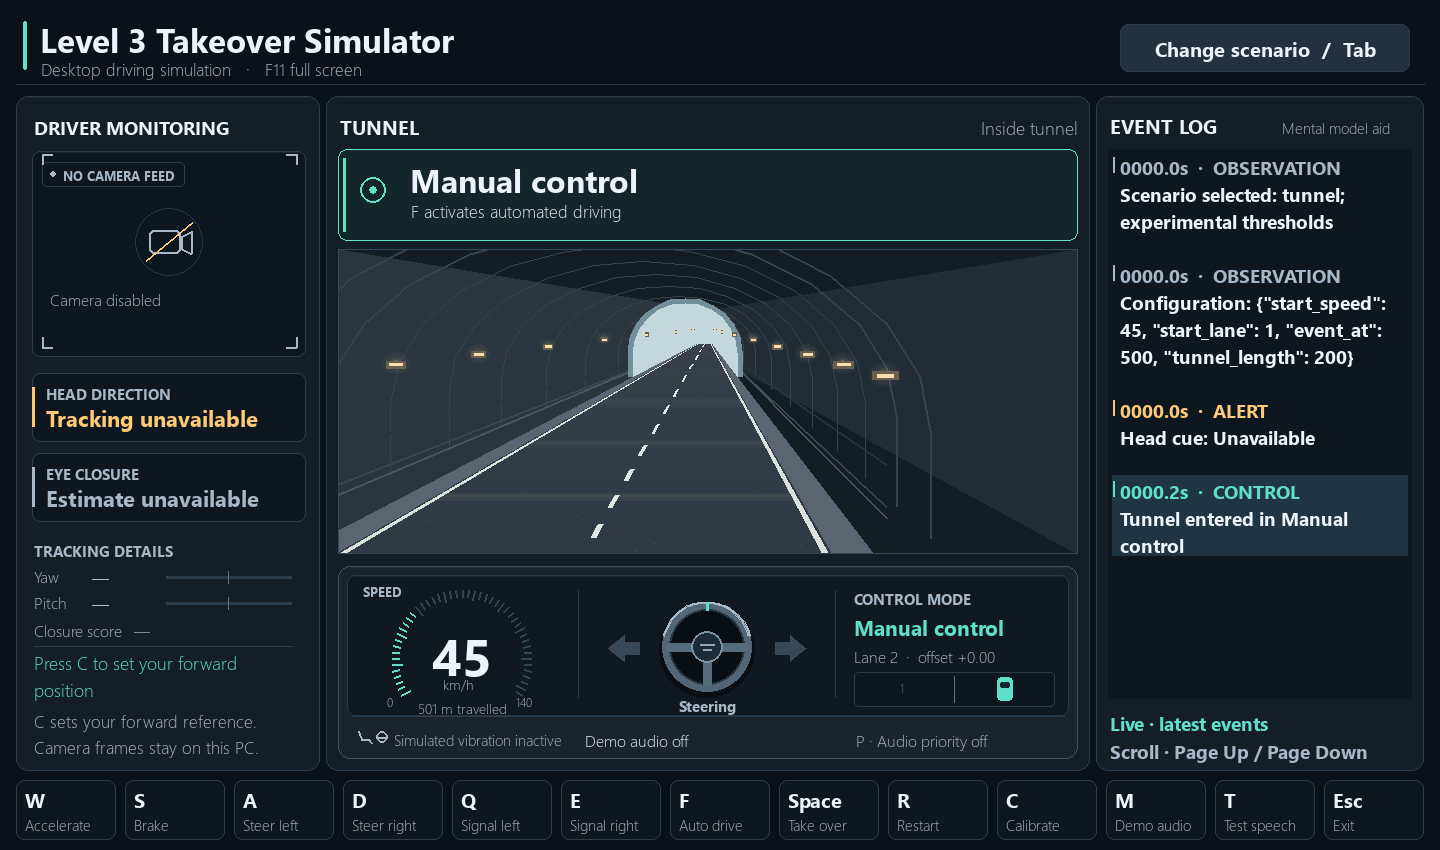 Level 3 Takeover Simulator
Desktop driving simulation · F11 full screen
Change scenario / Tab
DRIVER MONITORING
NO CAMERA FEED
Camera disabled
HEAD DIRECTION
Tracking unavailable
EYE CLOSURE
Estimate unavailable
TRACKING DETAILS
Yaw —
Pitch —
Closure score —
Press C to set your forward
position
C sets your forward reference.
Camera frames stay on this PC.
TUNNEL
Inside tunnel
Manual control
F activates automated driving
SPEED
45
km/h
0
140
501 m travelled
Steering
CONTROL MODE
Manual control
Lane 2 · offset +0.00
1
Simulated vibration inactive
Demo audio off
P · Audio priority off
EVENT LOG
Mental model aid
0000.0s · OBSERVATION
Scenario selected: tunnel;
experimental thresholds
0000.0s · OBSERVATION
Configuration: {"start_speed":
45, "start_lane": 1, "event_at":
500, "tunnel_length": 200}
0000.0s · ALERT
Head cue: Unavailable
0000.2s · CONTROL
Tunnel entered in Manual
control
Live · latest events
Scroll · Page Up / Page Down
W
Accelerate
S
Brake
A
Steer left
D
Steer right
Q
Signal left
E
Signal right
F
Auto drive
Space
Take over
R
Restart
C
Calibrate
M
Demo audio
T
Test speech
Esc
Exit